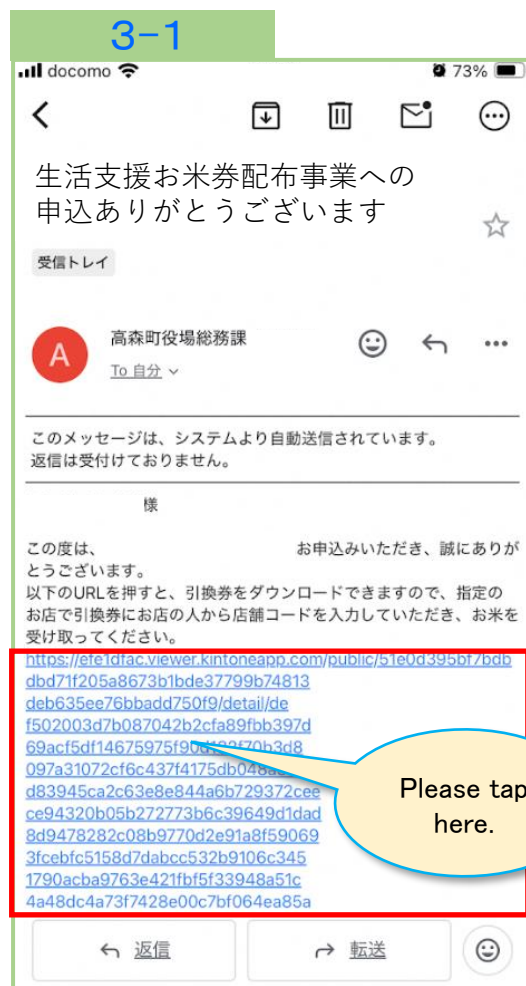 3-1
docomo 73%
生活支援お米券配布事業への
申込ありがとうございます
受信トレイ
A
高森町役場総務課
To 自分
このメッセージは、システムより自動送信されています。
返信は受付けておりません。
様
この度は、 お申込みいただき、誠にありが
とうございます。
以下のURLを押すと、引換券をダウンロードできますので、指定の
お店で引換券にお店の人から店舗コードを入力していただき、お米を
受け取ってください。
https://efe1dfac.viewer.kintoneapp.com/public/51e0d395bf7bdb
dbd71f205a8673b1bde37799b74813
deb635ee76bbadd750f9/detail/de
f502003d7b087042b2cfa89fbb397d
69acf5df14675975f90d123f70b3d8
097a31072cf6c437f4175db048a
d83945ca2c63e8e844a6b729372cee
ce94320b05b272773b6c39649d1dad
8d9478282c08b9770d2e91a8f59069
3fcebfc5158d7dabcc532b9106c345
1790acba9763e421fbf5f33948a51c
4a48dc4a73f7428e00c7bf064ea85a
Please tap
here.
返信
転送